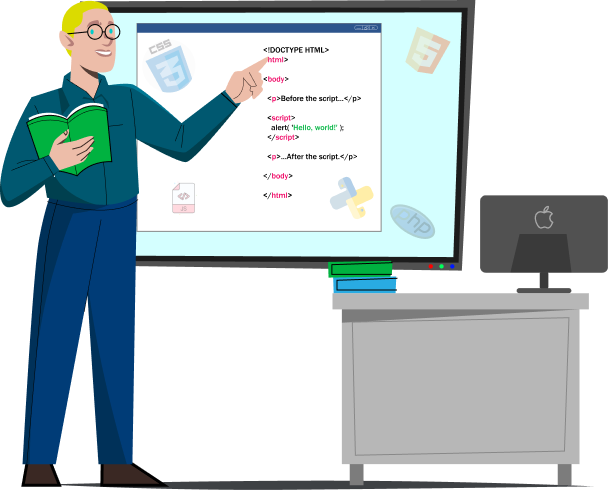 CSS
<!DOCTYPE HTML>
html>
<body>
<p>Before the script...</p>
<script>
alert( 'Hello, world!' );
</script>
<p>...After the script.</p>
</body>
</html>
JS
php